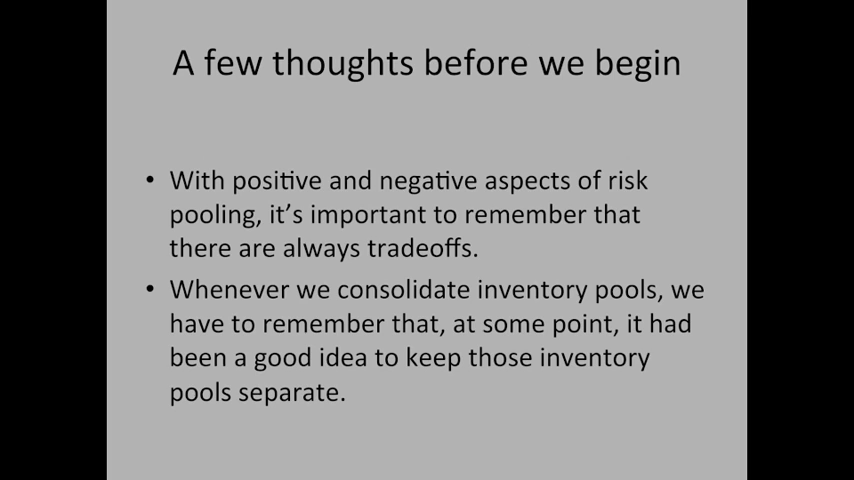 A few thoughts before we begin
• With positive and negative aspects of risk
pooling, it's important to remember that
there are always tradeoffs.
• Whenever we consolidate inventory pools, we
have to remember that, at some point, it had
been a good idea to keep those inventory
pools separate.